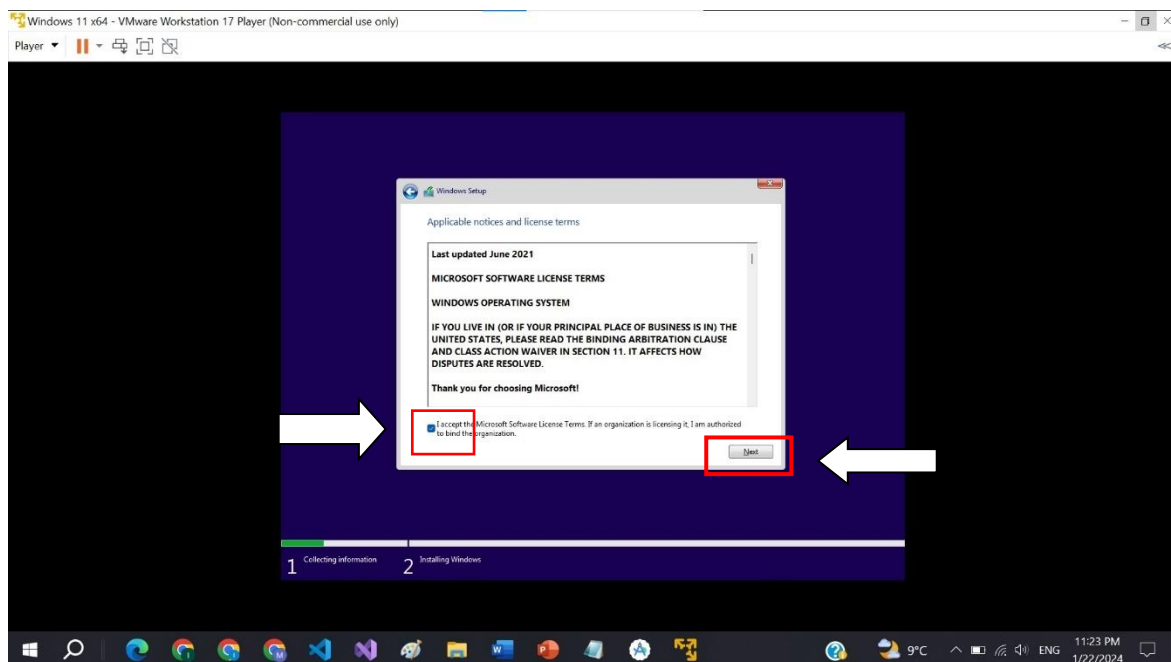 Windows 11 x64 - VMware Workstation 17 Player (Non-commercial use only)
Player
Windows Setup
Applicable notices and license terms
Last updated June 2021
MICROSOFT SOFTWARE LICENSE TERMS
WINDOWS OPERATING SYSTEM
IF YOU LIVE IN (OR IF YOUR PRINCIPAL PLACE OF BUSINESS IS IN) THE
UNITED STATES, PLEASE READ THE BINDING ARBITRATION CLAUSE
AND CLASS ACTION WAIVER IN SECTION 11. IT AFFECTS HOW
DISPUTES ARE RESOLVED.
Thank you for choosing Microsoft!
I accept the Microsoft Software License Terms. If an organization is licensing it, I am authorized
to bind the organization.
Next
1 Collecting information
2 Installing Windows
9°C
ENG
11:23 PM
1/22/2024